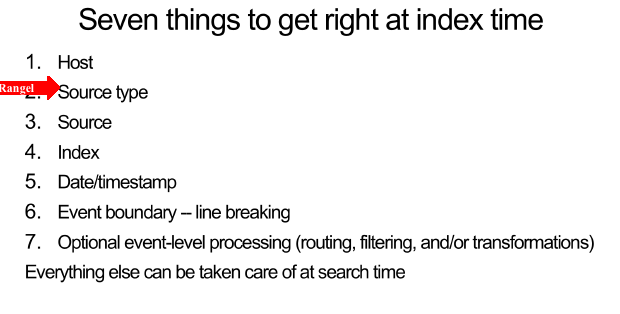 Seven things to get right at index time
1. Host
Rangel
2. Source type
3. Source
4. Index
5. Date/timestamp
6. Event boundary – line breaking
7. Optional event-level processing (routing, filtering, and/or transformations)
Everything else can be taken care of at search time